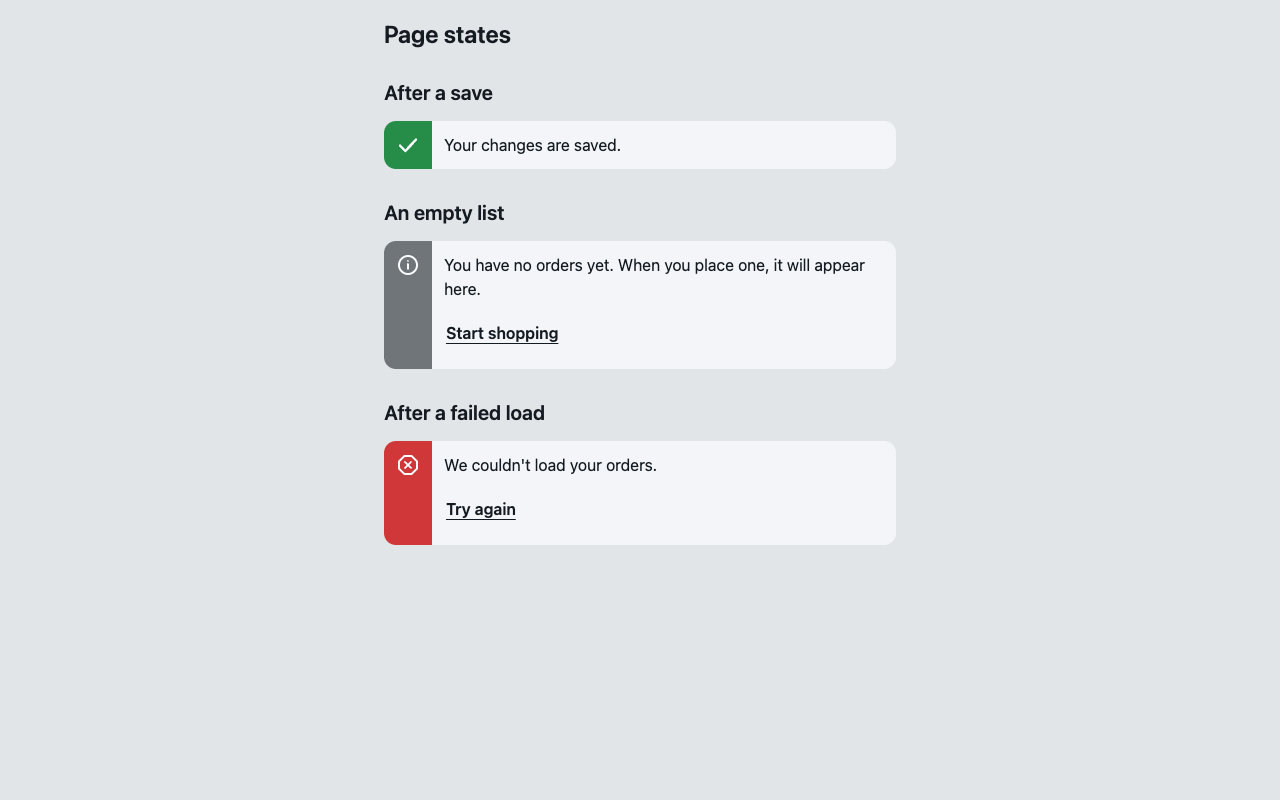 Page states
After a save
Your changes are saved.
An empty list
You have no orders yet. When you place one, it will appear
here.
Start shopping
After a failed load
We couldn't load your orders.
Try again